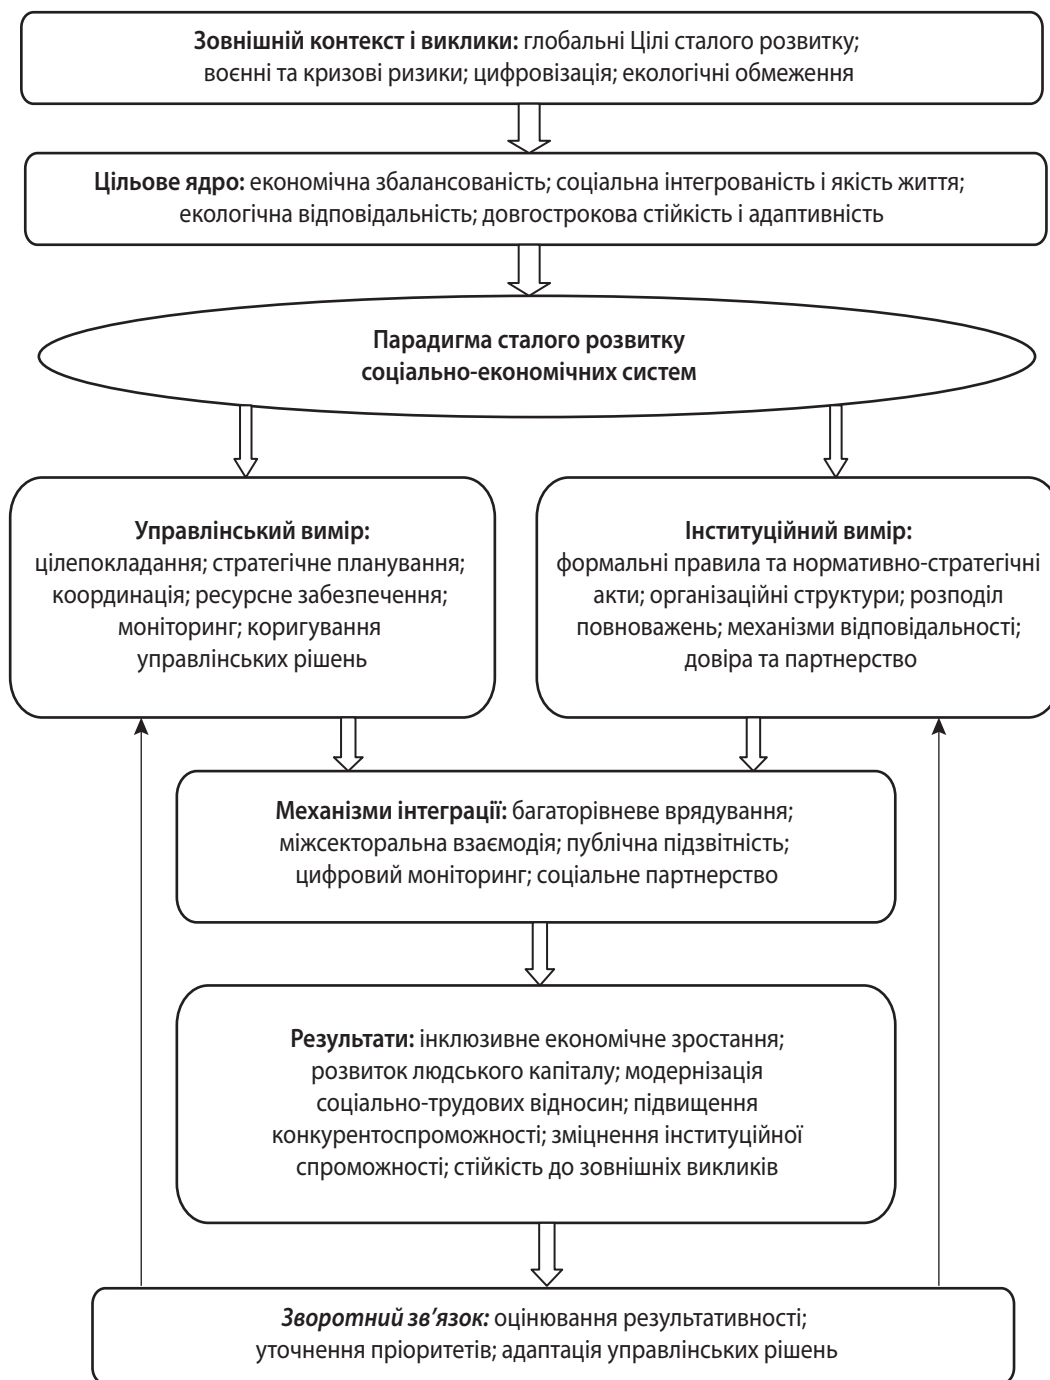 Зовнішній контекст і виклики: глобальні Цілі сталого розвитку;
воєнні та кризові ризики; цифровізація; екологічні обмеження
Цільове ядро: економічна збалансованість; соціальна інтегрованість і якість життя;
екологічна відповідальність; довгострокова стійкість і адаптивність
Парадигма сталого розвитку
соціально-економічних систем
Управлінський вимір:
цілепокладання; стратегічне планування;
координація; ресурсне забезпечення;
моніторинг; коригування
управлінських рішень
Інституційний вимір:
формальні правила та нормативно-стратегічні
акти; організаційні структури; розподіл
повноважень; механізми відповідальності;
довіра та партнерство
Механізми інтеграції: багаторівневе врядування;
міжсекторальна взаємодія; публічна підзвітність;
цифровий моніторинг; соціальне партнерство
Результати: інклюзивне економічне зростання;
розвиток людського капіталу; модернізація
соціально-трудових відносин; підвищення
конкурентоспроможності; зміцнення інституційної
спроможності; стійкість до зовнішніх викликів
Зворотний зв'язок: оцінювання результативності;
уточнення пріоритетів; адаптація управлінських рішень